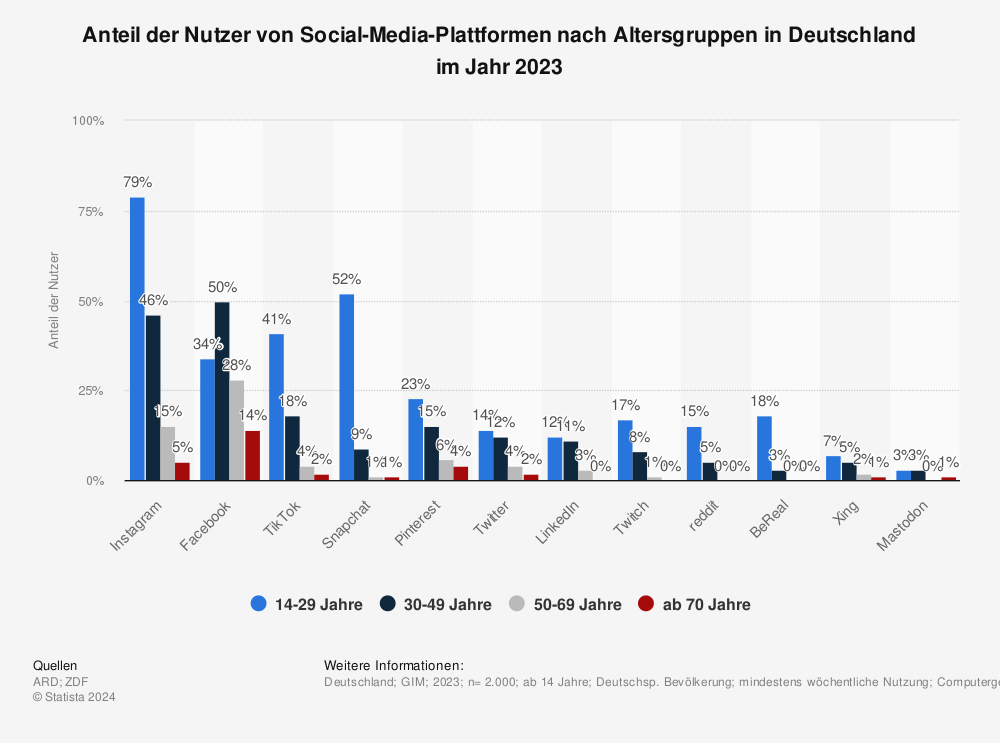 Anteil der Nutzer von Social-Media-Plattformen nach Altersgruppen in Deutschland
im Jahr 2023
Anteil der Nutzer
100%
75%
50%
25%
0%
79% 46% 15% 5%
34% 50% 28% 14%
41% 18% 4% 2%
52% 9% 1% 1%
23% 15% 6% 4%
14% 12% 4% 2%
12% 11% 3% 0%
17% 8% 1% 0%
15% 5% 0% 0%
18% 3% 0% 0%
7% 5% 2% 1%
3% 3% 0% 1%
Instagram
Facebook
TikTok
Snapchat
Pinterest
Twitter
LinkedIn
Twitch
reddit
BeReal
Xing
Mastodon
14-29 Jahre 30-49 Jahre 50-69 Jahre ab 70 Jahre
Quellen
ARD; ZDF
© Statista 2024
Weitere Informationen:
Deutschland; GIM; 2023; n= 2.000; ab 14 Jahre; Deutschsp. Bevölkerung; mindestens wöchentliche Nutzung; Computerge